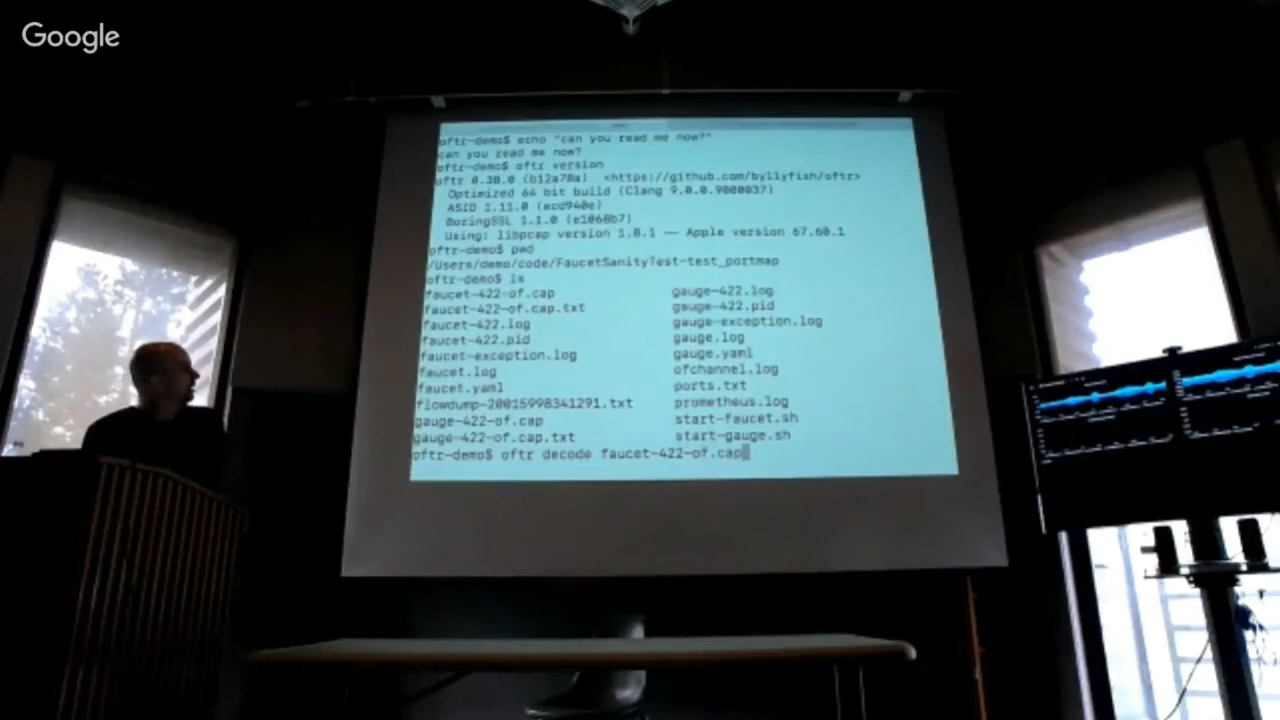 Google
oftr-demo$ echo "can you read me now?"
can you read me now?
oftr-demo$ oftr version
oftr 0.38.0 (b12a78a) <https://github.com/byllyfish/oftr>
Optimized 64 bit build (Clang 9.0.0.9000037)
ASIO 1.11.0 (ecd940e)
BoringSSL 1.1.0 (e1068b7)
Using: libpcap version 1.8.1 -- Apple version 67.60.1
oftr-demo$ pwd
/Users/demo/code/FaucetSanityTest-test_portmap
oftr-demo$ ls
faucet-422-of.cap gauge-422.log
faucet-422-of.cap.txt gauge-422.pid
faucet-422.log gauge-exception.log
faucet-422.pid gauge.log
faucet-exception.log gauge.yaml
faucet.log ofchannel.log
faucet.yaml ports.txt
flowdump-20015998341291.txt prometheus.log
gauge-422-of.cap start-faucet.sh
gauge-422-of.cap.txt start-gauge.sh
oftr-demo$ oftr decode faucet-422-of.cap